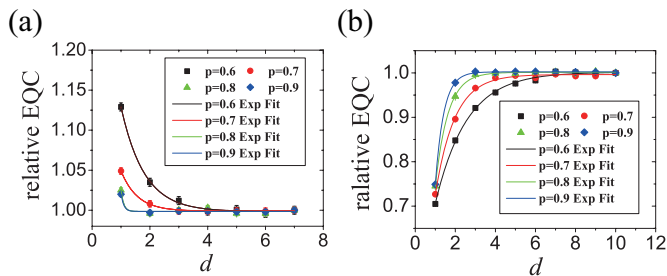 (a)
relative EQC
1.20
1.15
1.10
1.05
1.00
0 2 4 6 8
d
p=0.6 p=0.7
p=0.8 p=0.9
p=0.6 Exp Fit
p=0.7 Exp Fit
p=0.8 Exp Fit
p=0.9 Exp Fit
(b)
ralative EQC
1.0
0.9
0.8
0.7
0 2 4 6 8 10 12
d
p=0.6 p=0.7
p=0.8 p=0.9
p=0.6 Exp Fit
p=0.7 Exp Fit
p=0.8 Exp Fit
p=0.9 Exp Fit